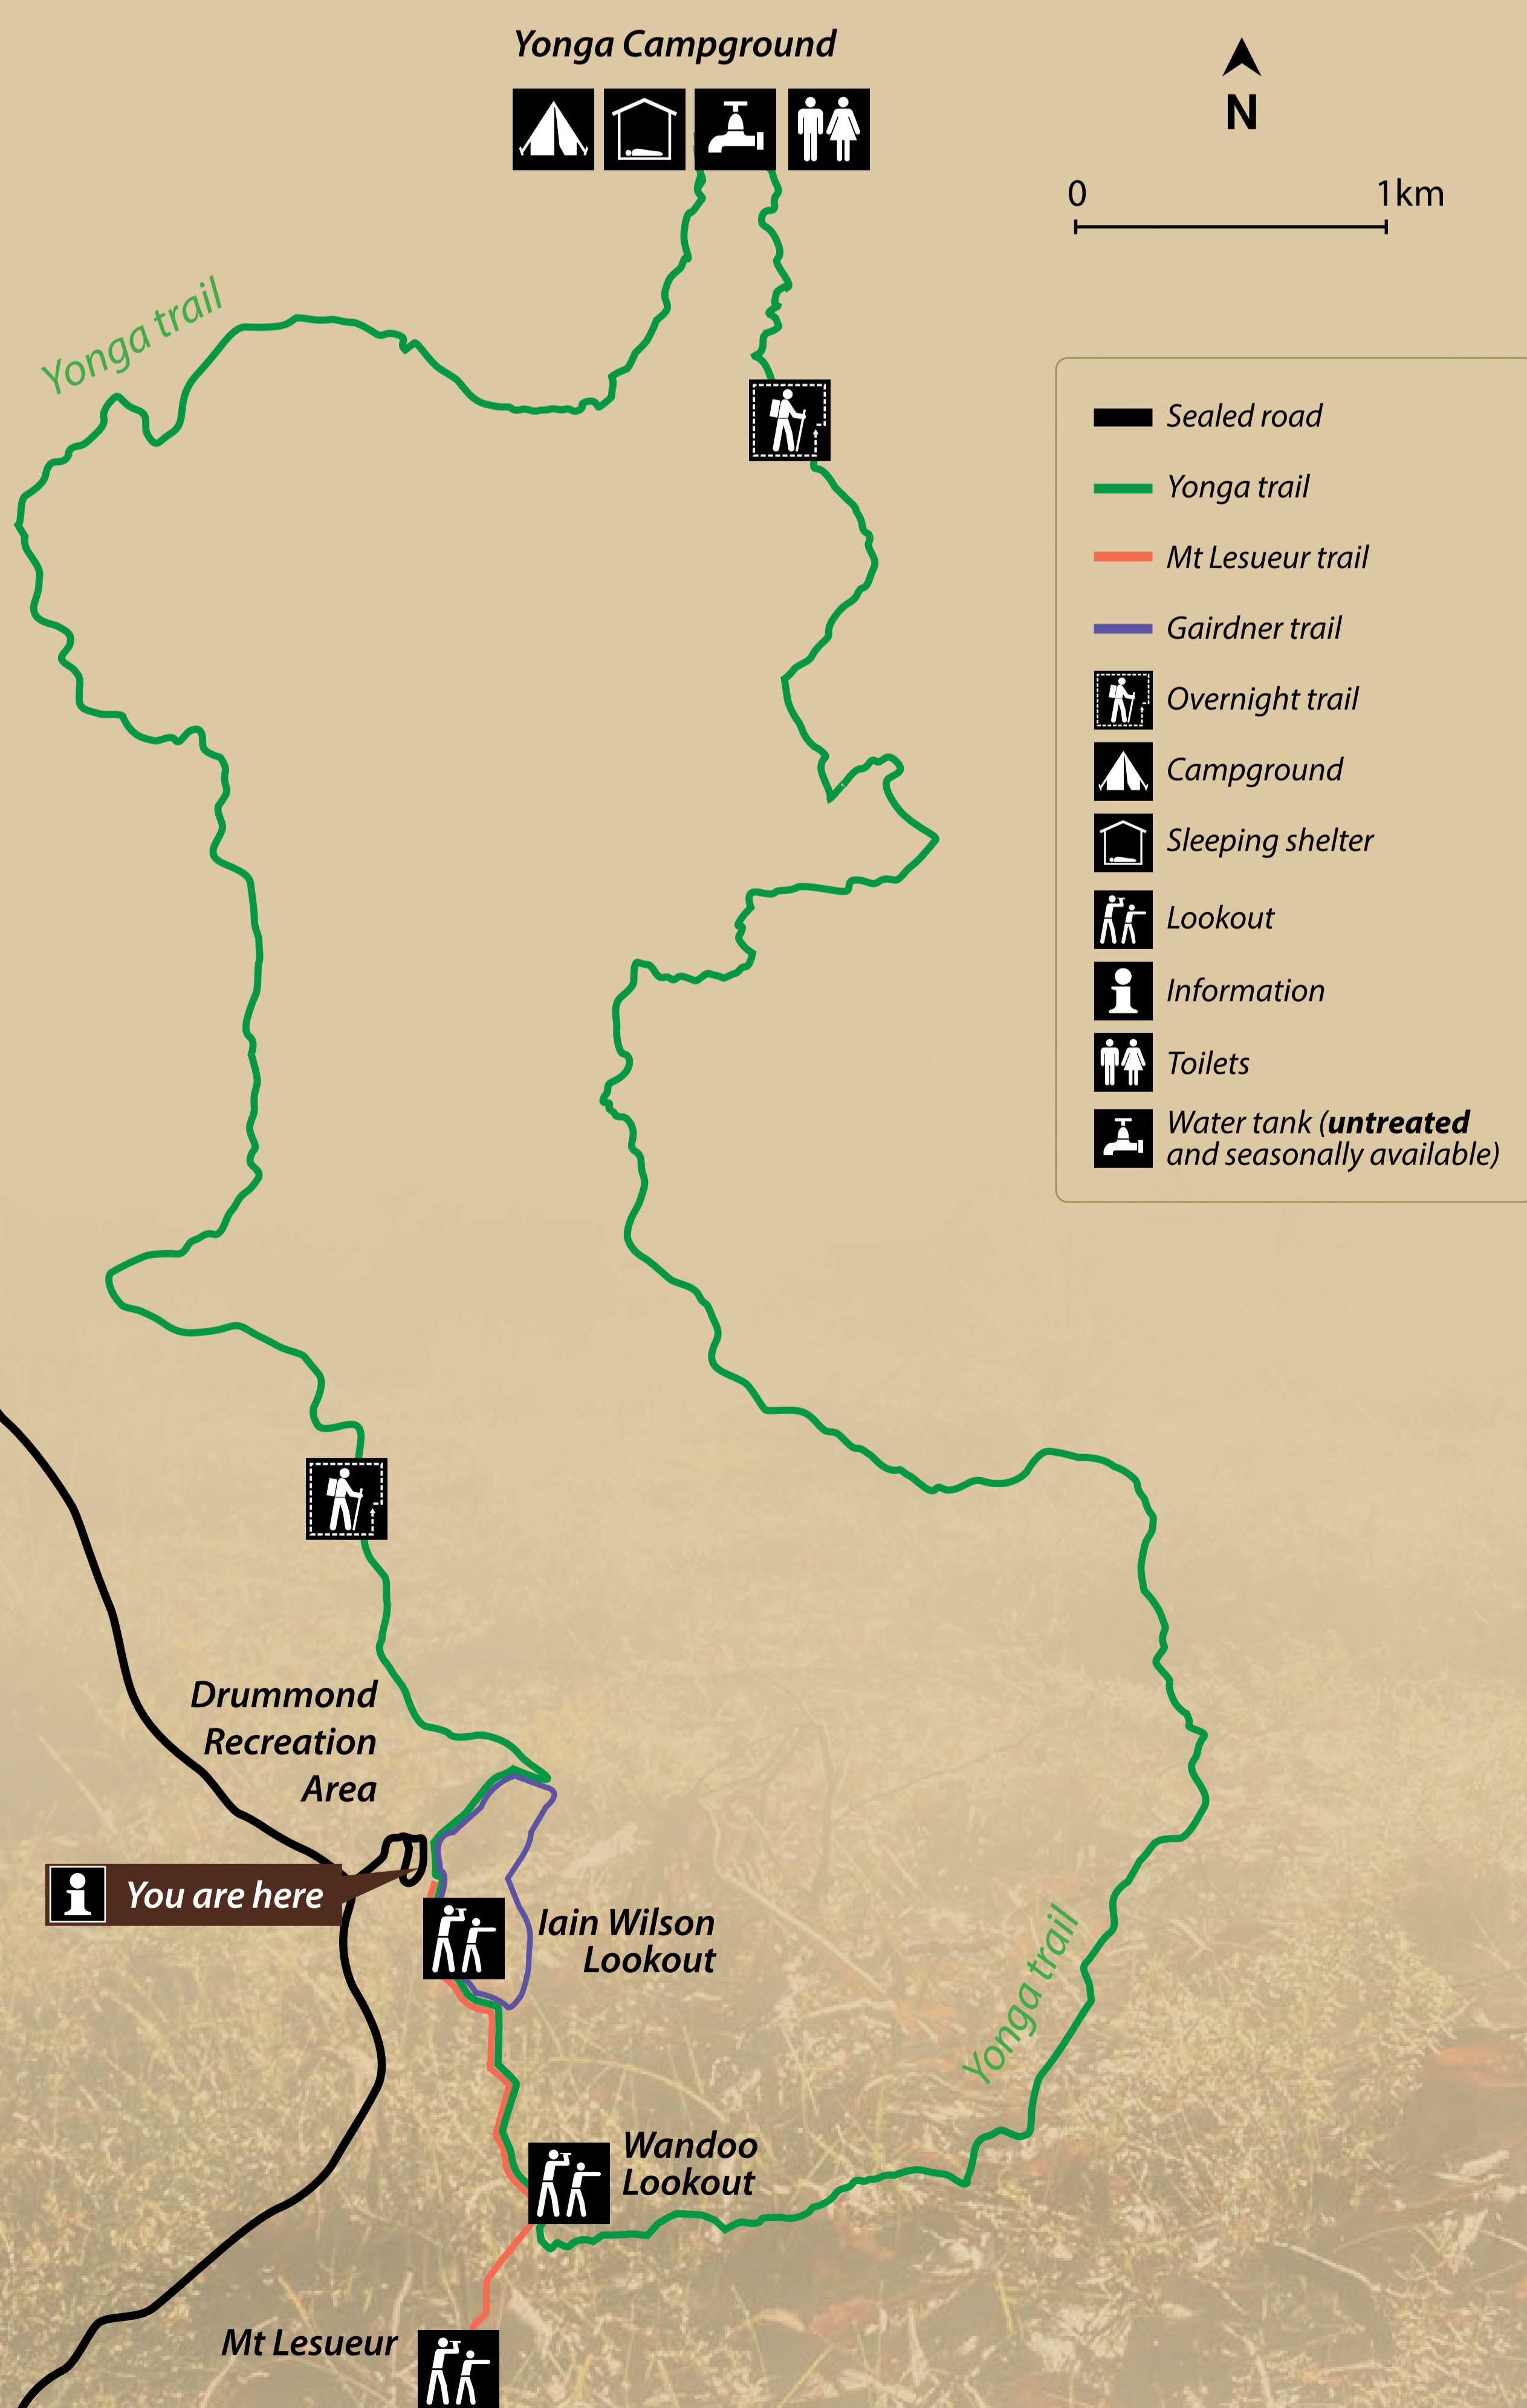 Yonga Campground
N
0 1km
Yonga trail
Sealed road
Yonga trail
Mt Lesueur trail
Gairdner trail
Overnight trail
Campground
Sleeping shelter
Lookout
Information
Toilets
Water tank (untreated
and seasonally available)
Drummond
Recreation
Area
You are here
Iain Wilson
Lookout
Yonga trail
Wandoo
Lookout
Mt Lesueur